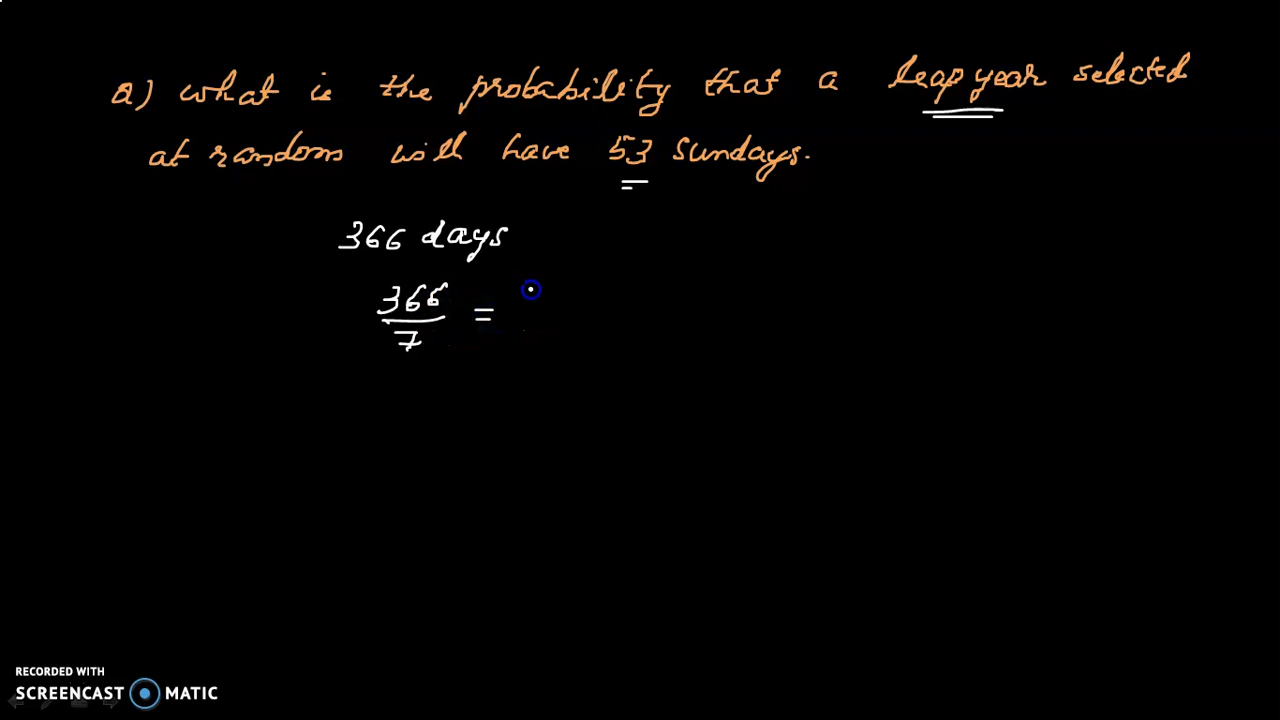 Q) what is the probability that a leap year selected
at random will have 53 sundays.
366 days
366/7 =
RECORDED WITH
SCREENCAST MATIC